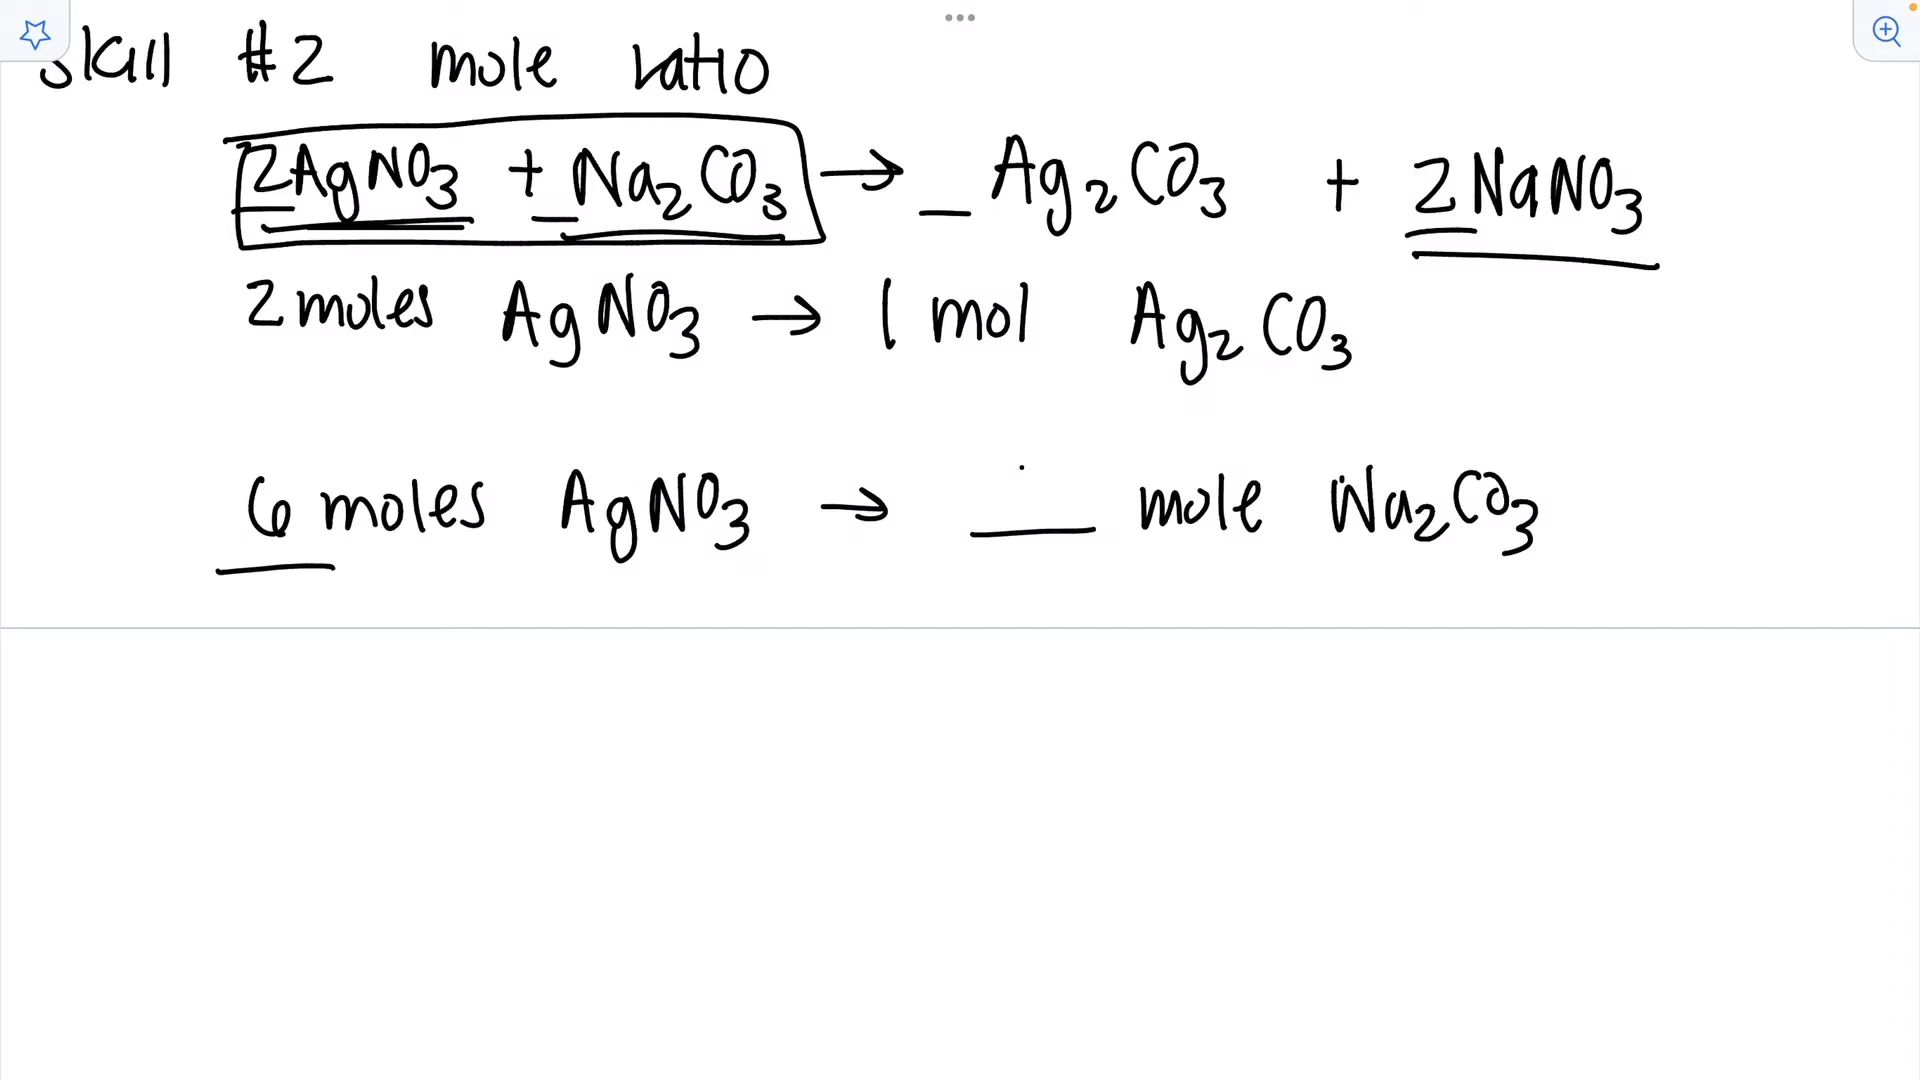 Skill #2 mole ratio
2AgNO₃ + _Na₂CO₃ → _ Ag₂CO₃ + 2NaNO₃
2 moles AgNO₃ → 1 mol Ag₂CO₃
6 moles AgNO₃ → ___ mole Na₂CO₃